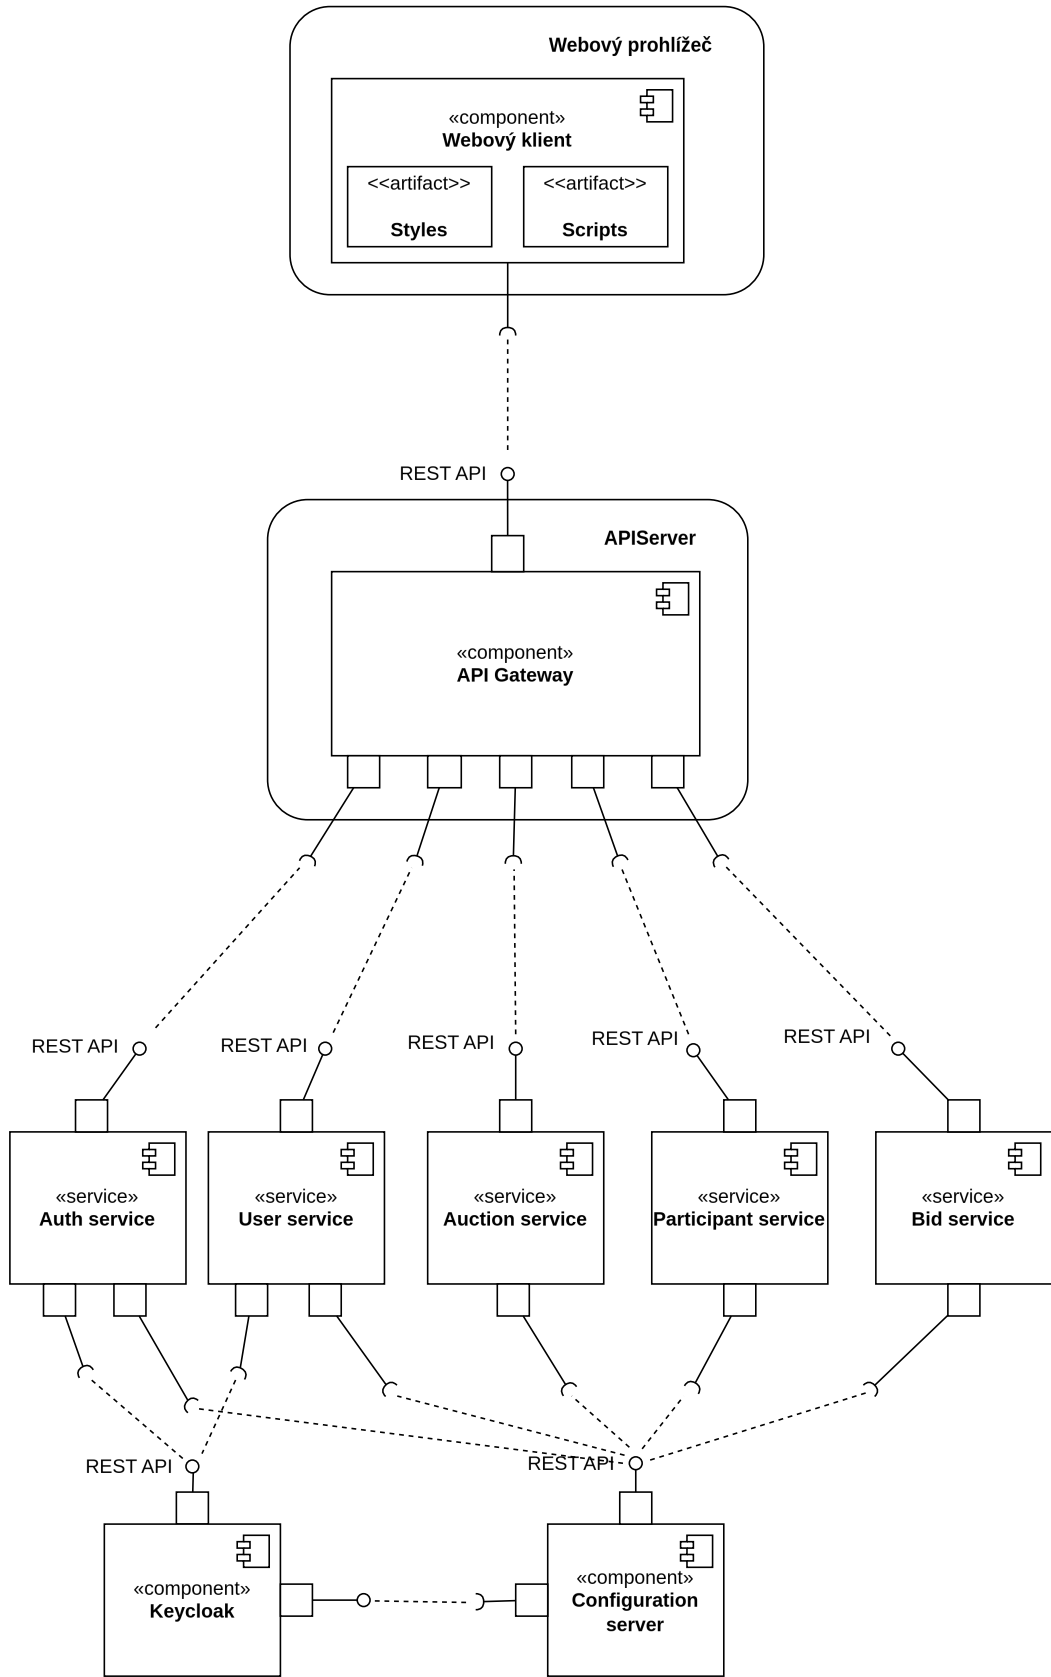 Webový prohlížeč
«component»
Webový klient
<<artifact>>
Styles
<<artifact>>
Scripts
REST API
APIServer
«component»
API Gateway
REST API
REST API
REST API
REST API
REST API
«service»
Auth service
«service»
User service
«service»
Auction service
«service»
Participant service
«service»
Bid service
REST API
REST API
«component»
Keycloak
«component»
Configuration
server